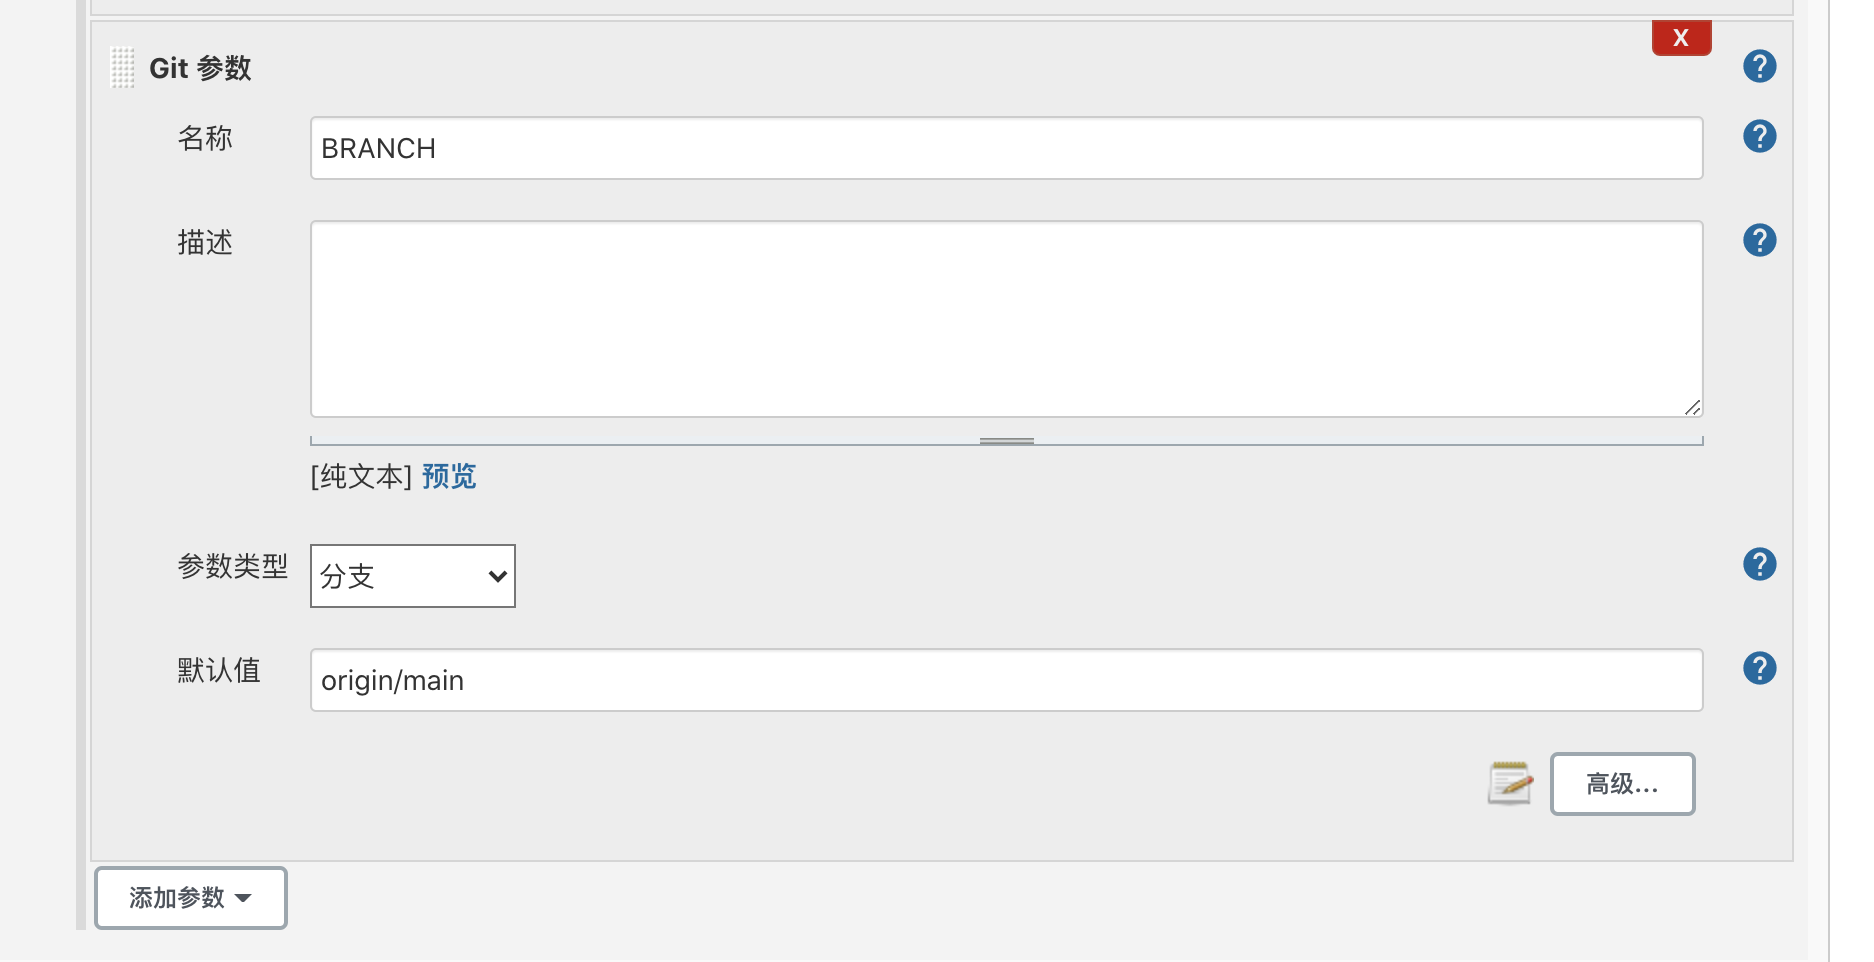 X
Git 参数
?
名称
BRANCH
?
描述
?
[纯文本] 预览
参数类型
分支
?
默认值
origin/main
?
高级...
添加参数